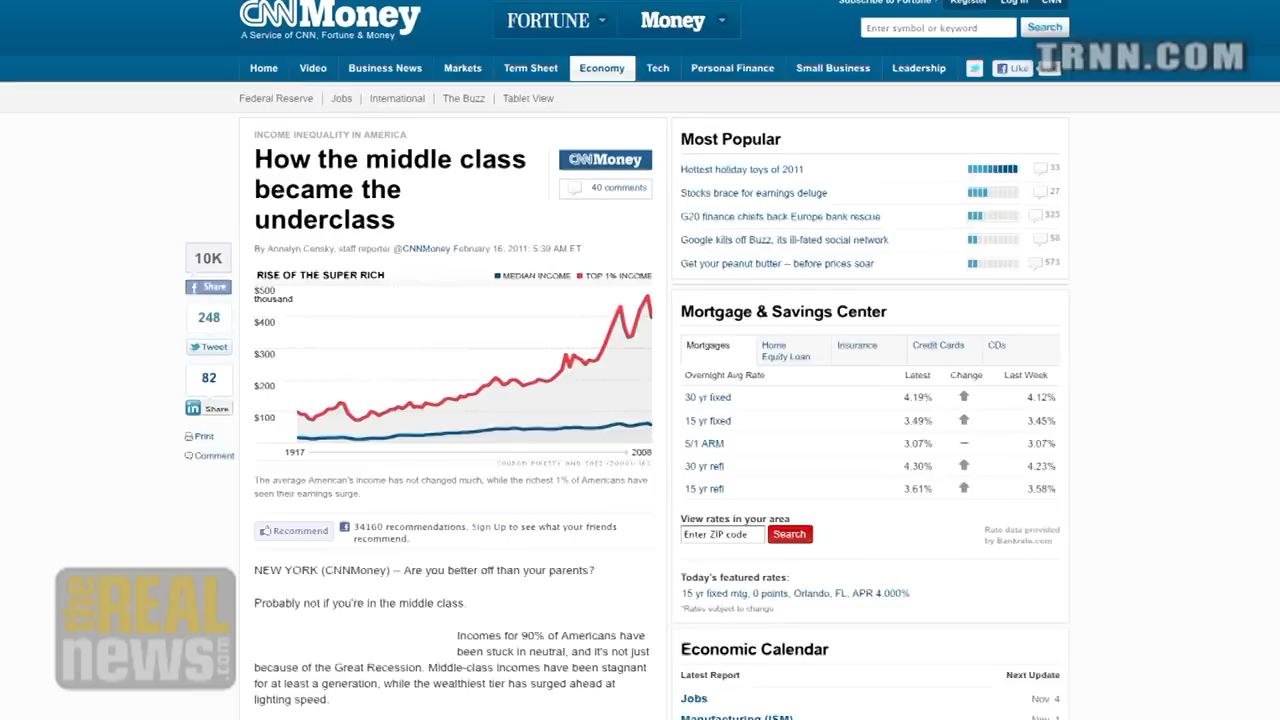 CNNMoney
A Service of CNN, Fortune & Money
FORTUNE
Money
Subscribe to Fortune
Register
Log In
CNN
Enter symbol or keyword
Search
TRNN.COM
Home
Video
Business News
Markets
Term Sheet
Economy
Tech
Personal Finance
Small Business
Leadership
Like
Federal Reserve
Jobs
International
The Buzz
Tablet View
INCOME INEQUALITY IN AMERICA
How the middle class
became the
underclass
CNNMoney
40 comments
By Annalyn Censky, staff reporter @CNNMoney February 16, 2011: 5:39 AM ET
10K
Share
248
Tweet
82
in Share
Print
Comment
RISE OF THE SUPER RICH
MEDIAN INCOME
TOP 1% INCOME
$500
thousand
$400
$300
$200
$100
1917
2008
The average American's income has not changed much, while the richest 1% of Americans have
seen their earnings surge.
Recommend
34160 recommendations. Sign Up to see what your friends
recommend.
NEW YORK (CNNMoney) -- Are you better off than your parents?
Probably not if you're in the middle class.
Incomes for 90% of Americans have
been stuck in neutral, and it's not just
because of the Great Recession. Middle-class incomes have been stagnant
for at least a generation, while the wealthiest tier has surged ahead at
lighting speed.
the REAL
news.com
Most Popular
Hottest holiday toys of 2011
33
Stocks brace for earnings deluge
27
G20 finance chiefs back Europe bank rescue
325
Google kills off Buzz, its ill-fated social network
58
Get your peanut butter -- before prices soar
573
Mortgage & Savings Center
Mortgages
Home
Equity Loan
Insurance
Credit Cards
CDs
Overnight Avg Rate Latest Change Last Week
30 yr fixed 4.19% 4.12%
15 yr fixed 3.49% 3.45%
5/1 ARM 3.07% 3.07%
30 yr refi 4.30% 4.23%
15 yr refi 3.61% 3.58%
View rates in your area
Enter ZIP code
Search
Rate data provided
by Bankrate.com
Today's featured rates:
15 yr fixed mtg, 0 points, Orlando, FL, APR 4.000%
*Rates subject to change
Economic Calendar
Latest Report
Next Update
Jobs
Nov 4
Manufacturing (ISM)
Nov 1